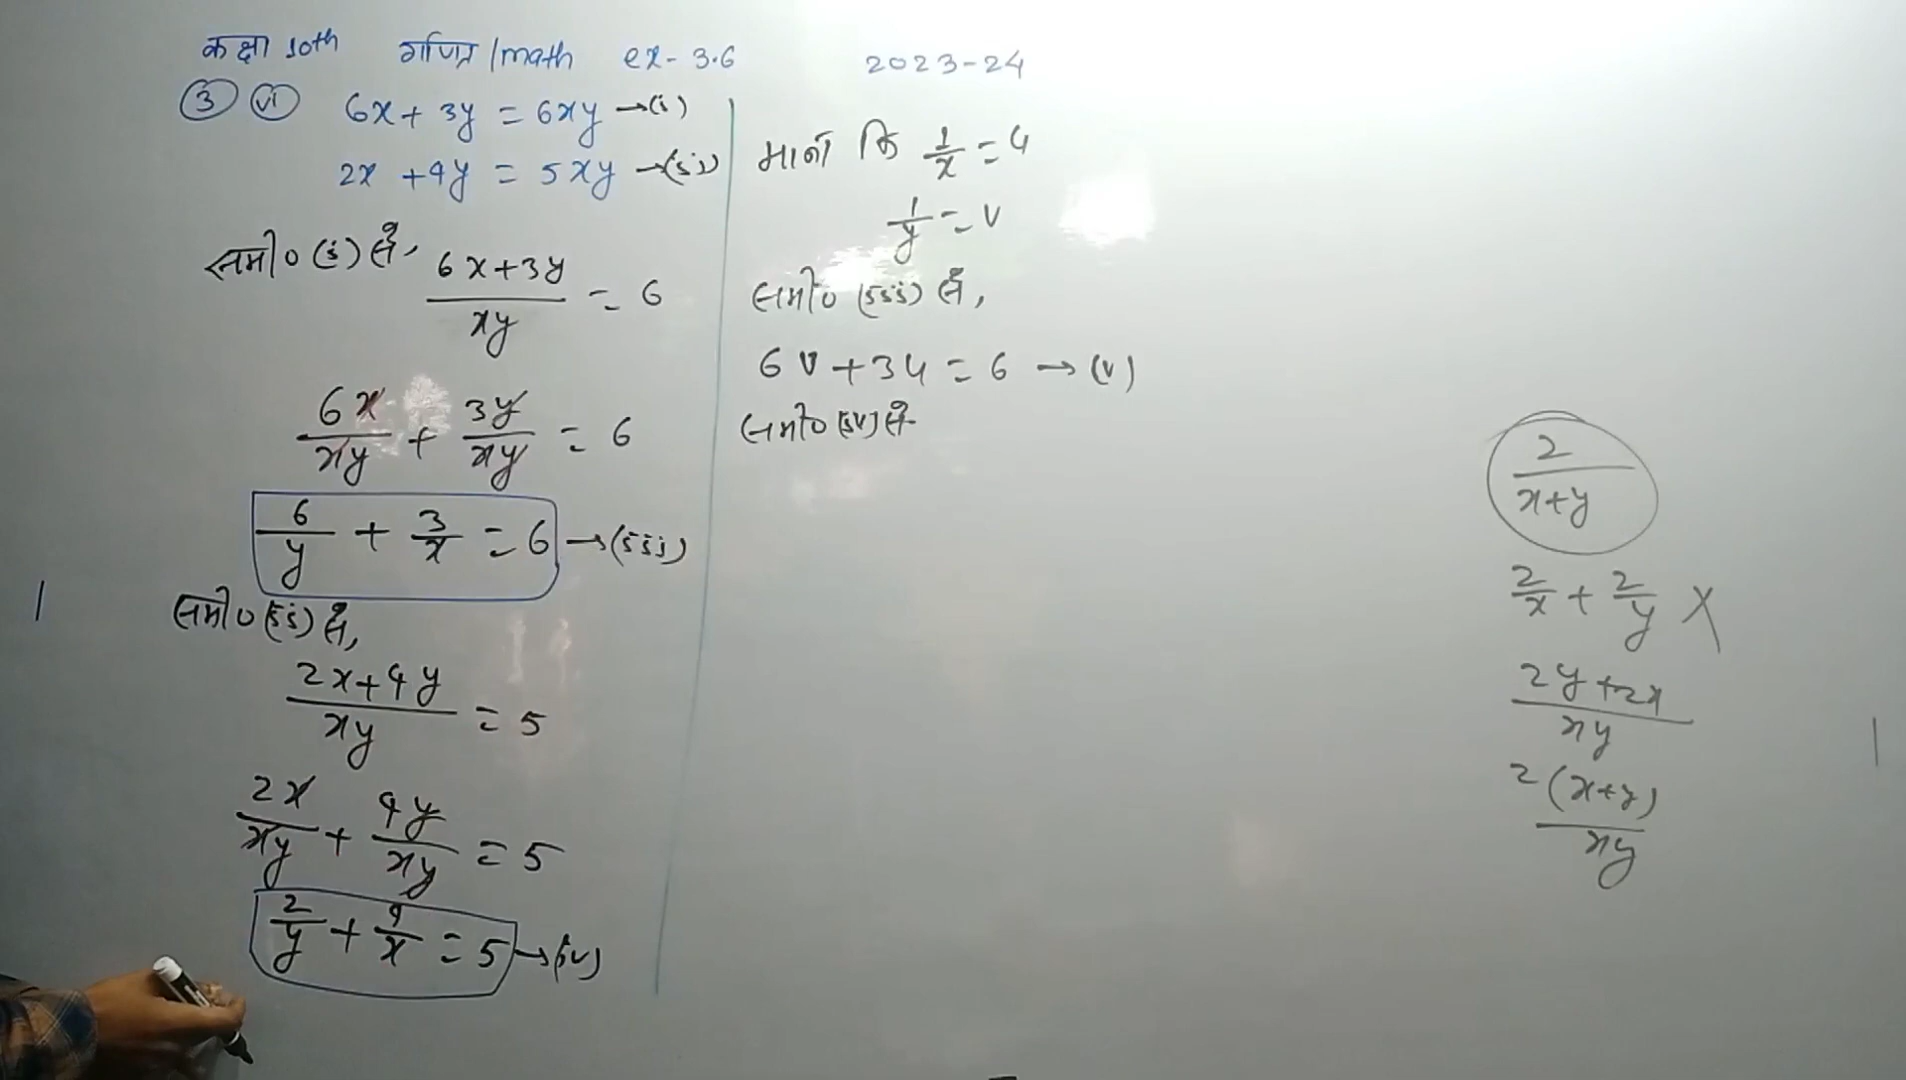 कक्षा 10th गणित /math ex- 3.6 2023-24
3 vi 6x + 3y = 6xy →(i)
2x + 4y = 5xy →(ii)
समी० (i) से,
6x+3y / xy = 6
6x/xy + 3y/xy = 6
6/y + 3/x = 6 →(iii)
समी० (ii) से,
2x+4y / xy = 5
2x/xy + 4y/xy = 5
2/y + 4/x = 5 →(iv)
माना कि 1/x = u
1/y = v
समी० (iii) से,
6v + 3u = 6 → (v)
समी० (iv) से
2/x+y
2/x + 2/y X
2y+2x / xy
2(x+y) / xy